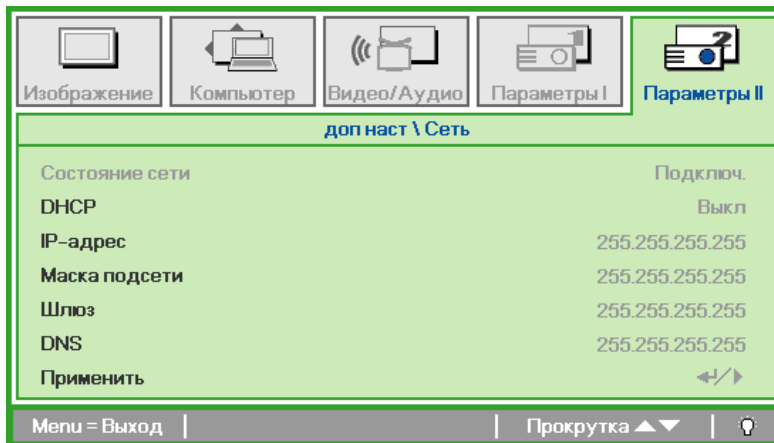 Изображение Компьютер Видео/Аудио Параметры I Параметры II
доп наст \ Сеть
Состояние сети Подключ.
DHCP Выкл
IP-адрес 255.255.255.255
Маска подсети 255.255.255.255
Шлюз 255.255.255.255
DNS 255.255.255.255
Применить
Menu = Выход Прокрутка ▲▼